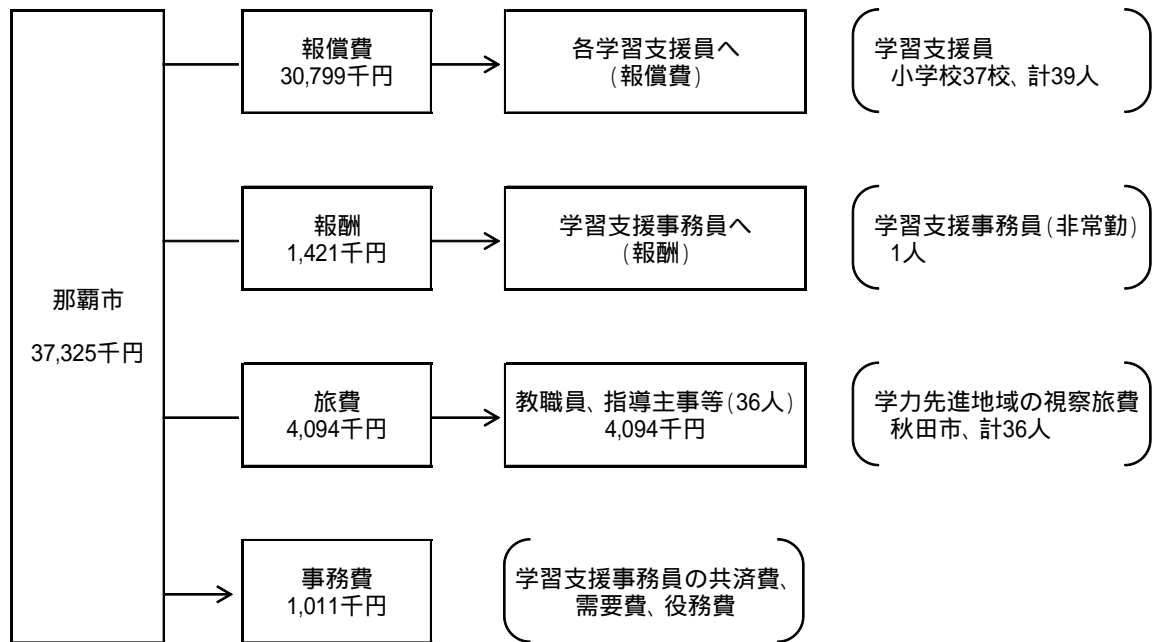 那覇市
37,325千円
報償費
30,799千円
各学習支援員へ
(報償費)
学習支援員
小学校37校、計39人
報酬
1,421千円
学習支援事務員へ
(報酬)
学習支援事務員(非常勤)
1人
旅費
4,094千円
教職員、指導主事等(36人)
4,094千円
学力先進地域の視察旅費
秋田市、計36人
事務費
1,011千円
学習支援事務員の共済費、
需要費、役務費